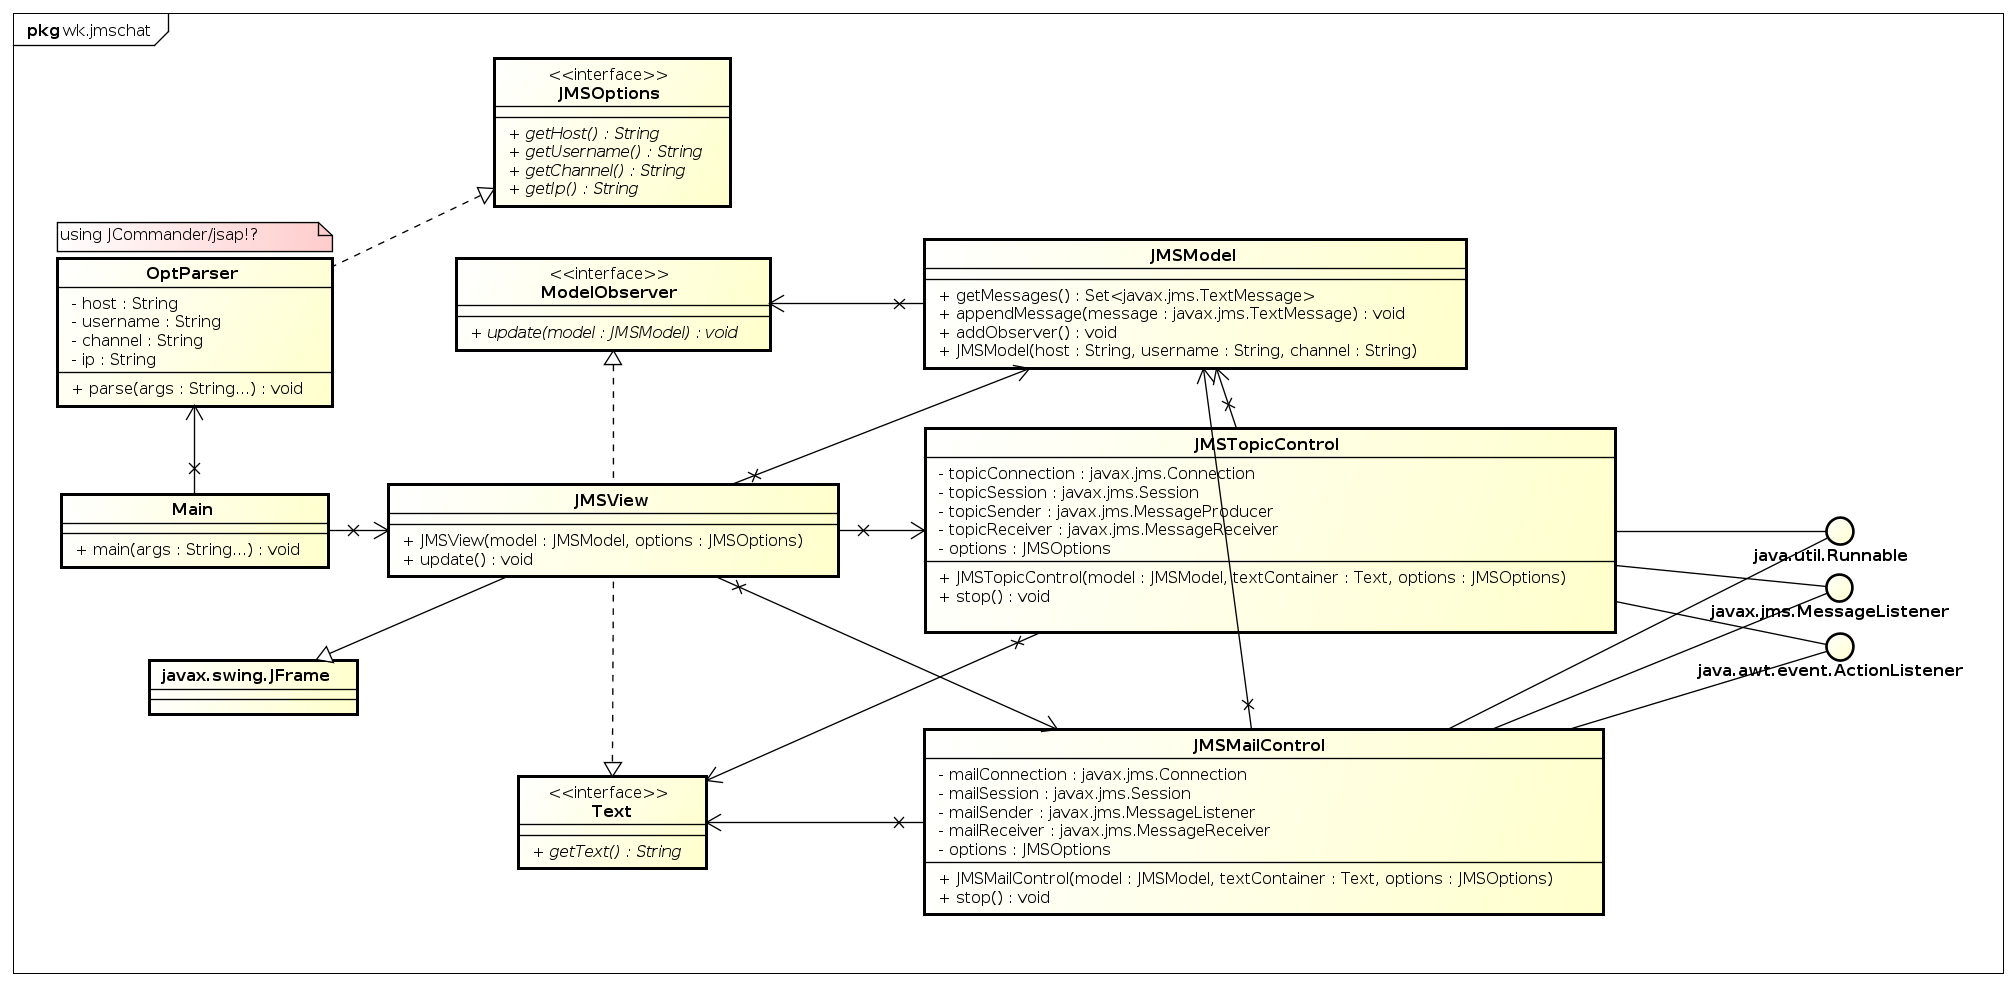 pkg wk.jmschat
<<interface>>
JMSOptions
+ getHost() : String
+ getUsername() : String
+ getChannel() : String
+ getIp() : String
using JCommander/jsap!?
OptParser
- host : String
- username : String
- channel : String
- ip : String
+ parse(args : String...) : void
<<interface>>
ModelObserver
+ update(model : JMSModel) : void
JMSModel
+ getMessages() : Set<javax.jms.TextMessage>
+ appendMessage(message : javax.jms.TextMessage) : void
+ addObserver() : void
+ JMSModel(host : String, username : String, channel : String)
Main
+ main(args : String...) : void
JMSView
+ JMSView(model : JMSModel, options : JMSOptions)
+ update() : void
JMSTopicControl
- topicConnection : javax.jms.Connection
- topicSession : javax.jms.Session
- topicSender : javax.jms.MessageProducer
- topicReceiver : javax.jms.MessageReceiver
- options : JMSOptions
+ JMSTopicControl(model : JMSModel, textContainer : Text, options : JMSOptions)
+ stop() : void
java.util.Runnable
javax.jms.MessageListener
java.awt.event.ActionListener
javax.swing.JFrame
<<interface>>
Text
+ getText() : String
JMSMailControl
- mailConnection : javax.jms.Connection
- mailSession : javax.jms.Session
- mailSender : javax.jms.MessageListener
- mailReceiver : javax.jms.MessageReceiver
- options : JMSOptions
+ JMSMailControl(model : JMSModel, textContainer : Text, options : JMSOptions)
+ stop() : void